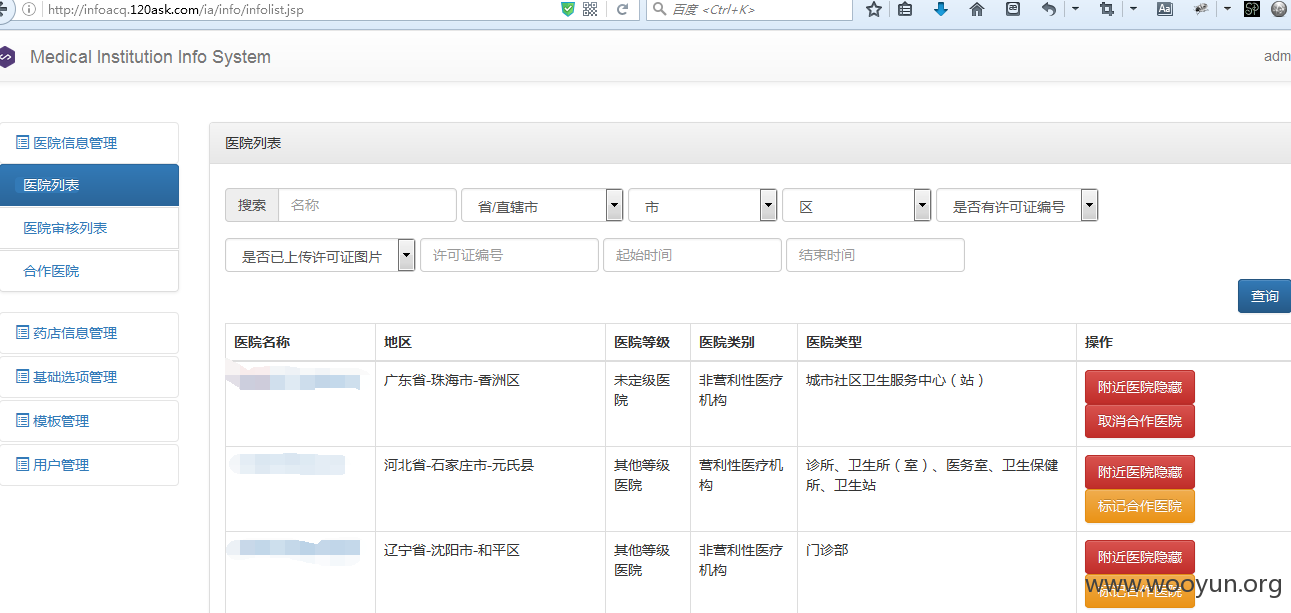 http://infoacq.120ask.com/ia/info/infolist.jsp
百度 <Ctrl+K>
Medical Institution Info System
adm
医院信息管理
医院列表
医院审核列表
合作医院
药店信息管理
基础选项管理
模板管理
用户管理
医院列表
搜索 名称 省/直辖市 市 区 是否有许可证编号
是否已上传许可证图片 许可证编号 起始时间 结束时间
查询
医院名称 地区 医院等级 医院类别 医院类型 操作
广东省-珠海市-香洲区 未定级医 非营利性医疗 城市社区卫生服务中心（站） 附近医院隐藏
院 机构 取消合作医院
河北省-石家庄市-元氏县 其他等级 营利性医疗机 诊所、卫生所（室）、医务室、卫生保健 附近医院隐藏
医院 构 所、卫生站 标记合作医院
辽宁省-沈阳市-和平区 其他等级 非营利性医疗 门诊部 附近医院隐藏
医院 机构 标记合作医院
www.wooyun.org